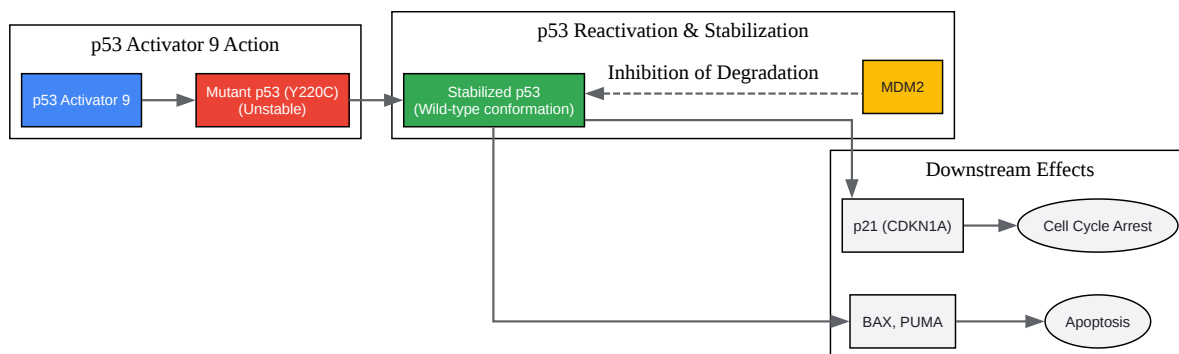 p53 Activator 9 Action
p53 Activator 9
Mutant p53 (Y220C)
(Unstable)
p53 Reactivation & Stabilization
Stabilized p53
(Wild-type conformation)
Inhibition of Degradation
MDM2
Downstream Effects
p21 (CDKN1A)
Cell Cycle Arrest
BAX, PUMA
Apoptosis